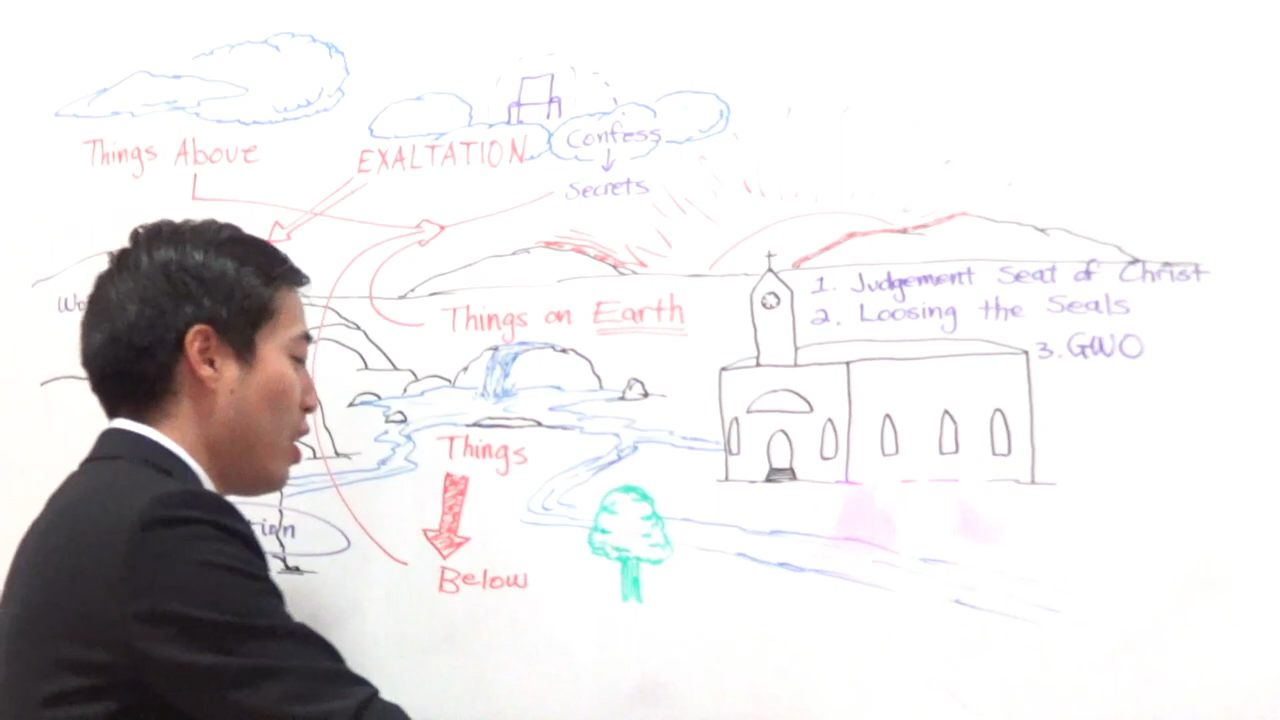 Things Above
EXALTATION
Confess
Secrets
Things on Earth
1. Judgement Seat of Christ
2. Loosing the Seals
3. GWO
Things
Below